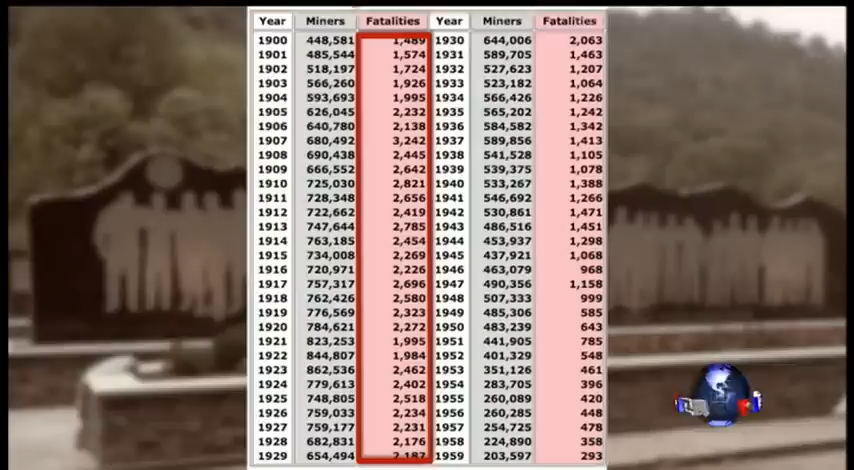 Year Miners Fatalities Year Miners Fatalities
1900 448,581 1,489 1930 644,006 2,063
1901 485,544 1,574 1931 589,705 1,463
1902 518,197 1,724 1932 527,623 1,207
1903 566,260 1,926 1933 523,182 1,064
1904 593,693 1,995 1934 566,426 1,226
1905 626,045 2,232 1935 565,202 1,242
1906 640,780 2,138 1936 584,582 1,342
1907 680,492 3,242 1937 589,856 1,413
1908 690,438 2,445 1938 541,528 1,105
1909 666,552 2,642 1939 539,375 1,078
1910 725,030 2,821 1940 533,267 1,388
1911 728,348 2,656 1941 546,692 1,266
1912 722,662 2,419 1942 530,861 1,471
1913 747,644 2,785 1943 486,516 1,451
1914 763,185 2,454 1944 453,937 1,298
1915 734,008 2,269 1945 437,921 1,068
1916 720,971 2,226 1946 463,079 968
1917 757,317 2,696 1947 490,356 1,158
1918 762,426 2,580 1948 507,333 999
1919 776,569 2,323 1949 485,306 585
1920 784,621 2,272 1950 483,239 643
1921 823,253 1,995 1951 441,905 785
1922 844,807 1,984 1952 401,329 548
1923 862,536 2,462 1953 351,126 461
1924 779,613 2,402 1954 283,705 396
1925 748,805 2,518 1955 260,089 420
1926 759,033 2,234 1956 260,285 448
1927 759,177 2,231 1957 254,725 478
1928 682,831 2,176 1958 224,890 358
1929 654,494 2,187 1959 203,597 293